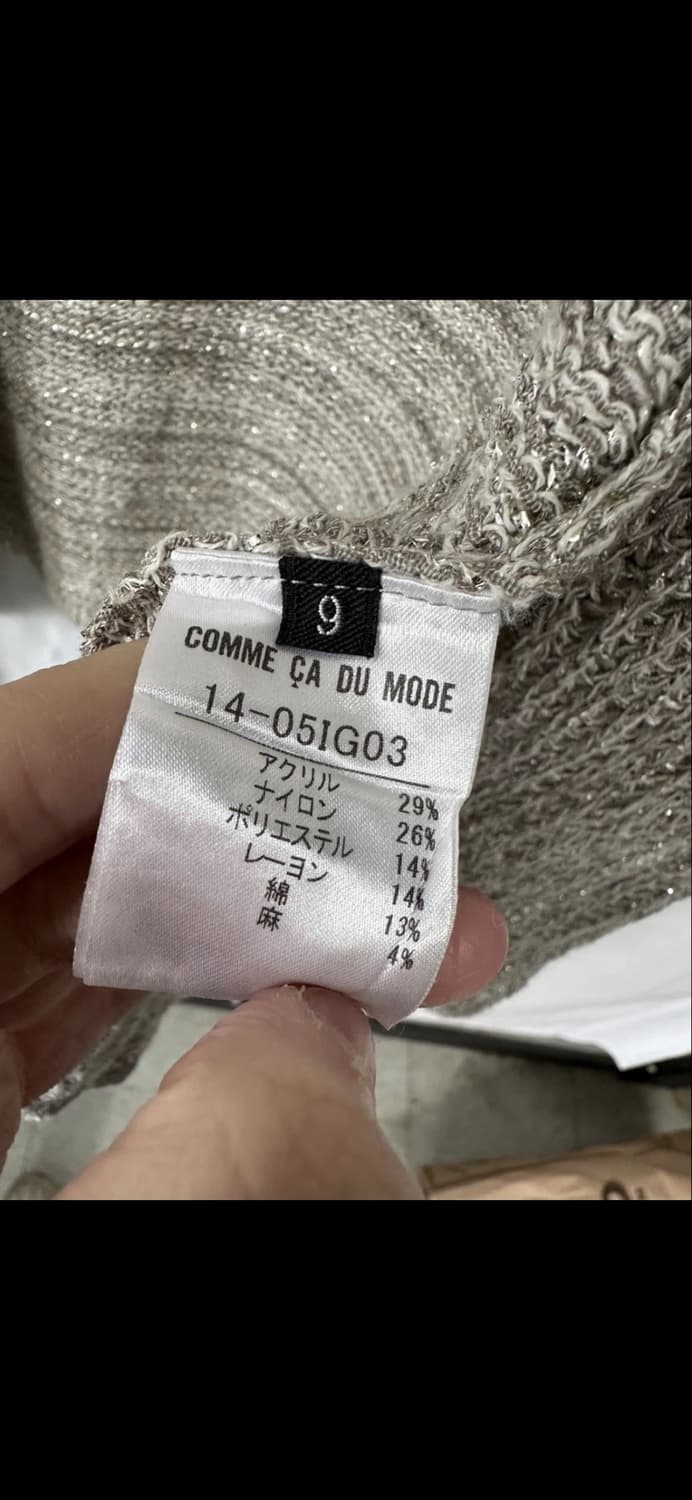 9
COMME ÇA DU MODE
14-05IG03
アクリル 29%
ナイロン 26%
ポリエステル 14%
レーヨン 14%
綿 13%
麻 4%